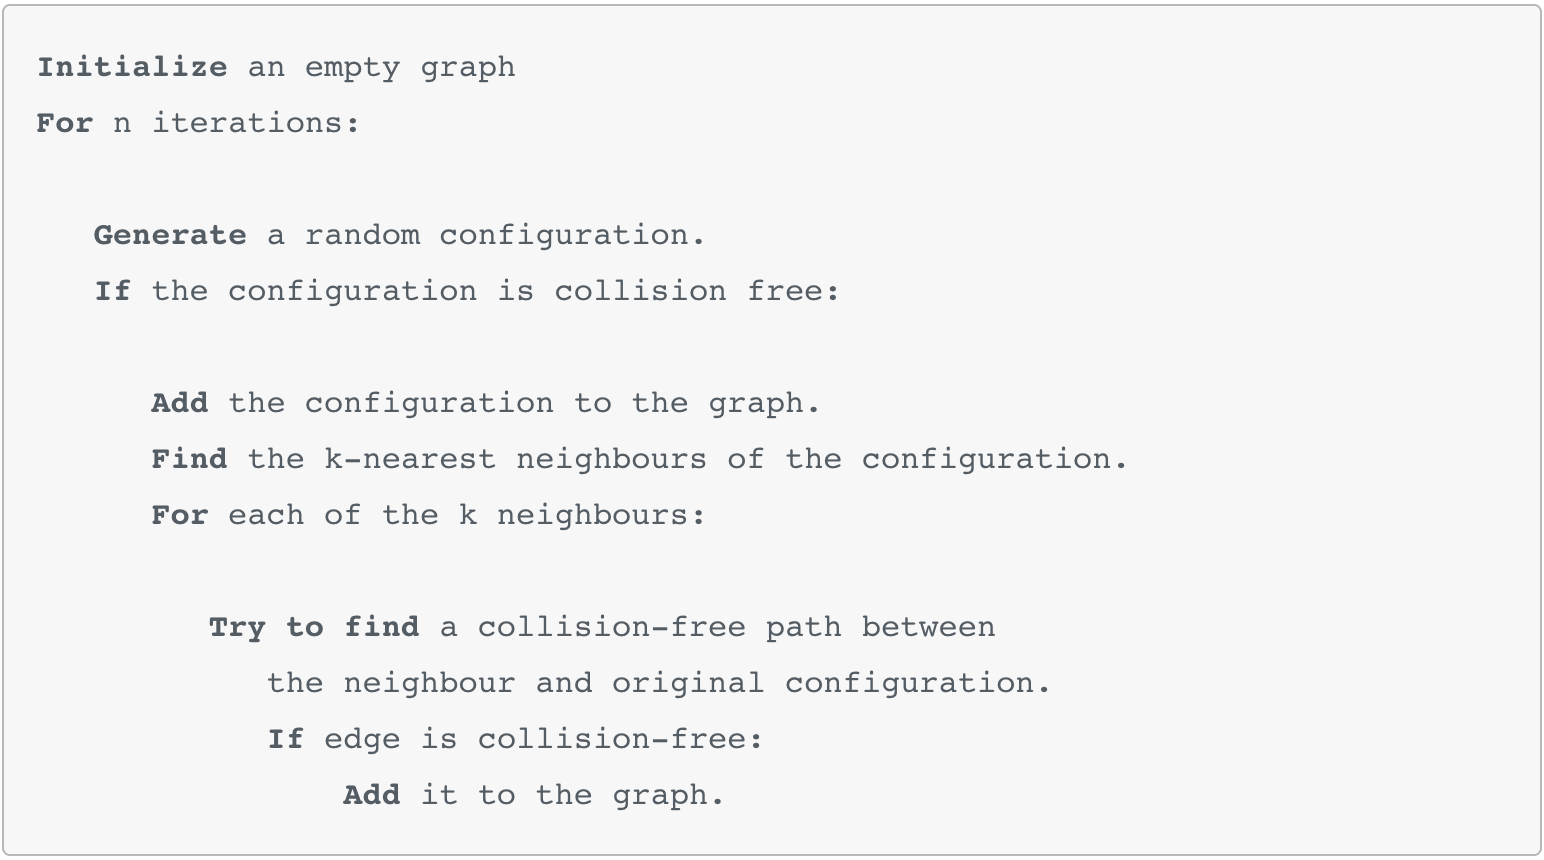 Initialize an empty graph
For n iterations:
Generate a random configuration.
If the configuration is collision free:
Add the configuration to the graph.
Find the k-nearest neighbours of the configuration.
For each of the k neighbours:
Try to find a collision-free path between
the neighbour and original configuration.
If edge is collision-free:
Add it to the graph.